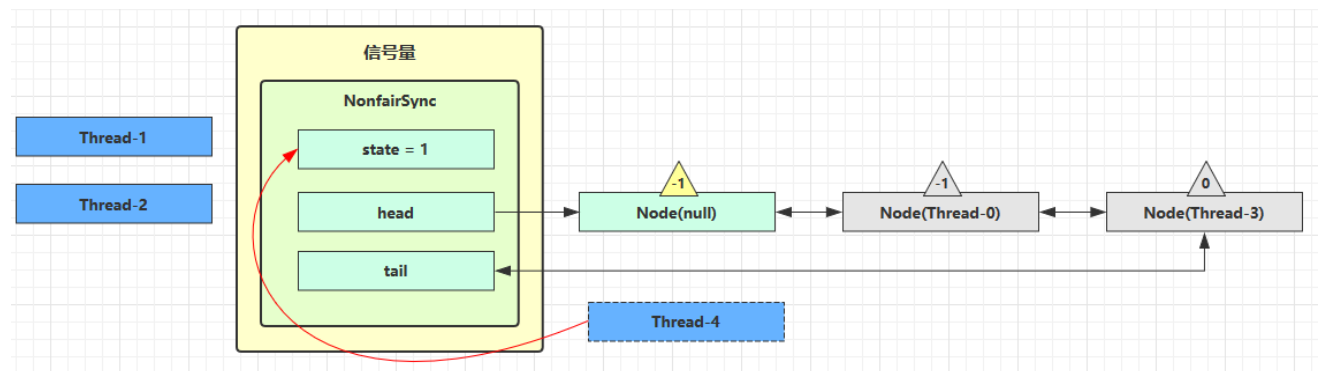 信号量
NonfairSync
Thread-1
state = 1
Thread-2
head
-1
Node(null)
-1
Node(Thread-0)
0
Node(Thread-3)
tail
Thread-4